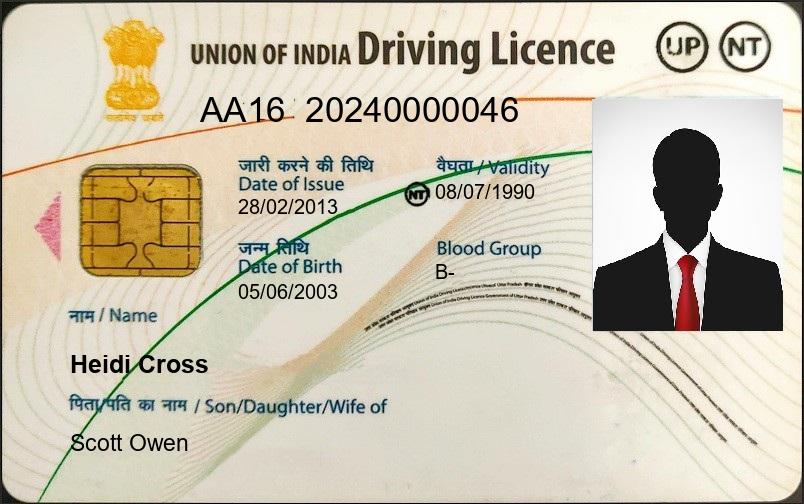 UNION OF INDIA Driving Licence UP NT
सत्यमेव जयते
AA16 20240000046
जारी करने की तिथि
Date of Issue
28/02/2013
वैघता / Validity
NT 08/07/1990
जन्म तिथि
Date of Birth
05/06/2003
Blood Group
B-
नाम / Name
Heidi Cross
पिता/पति का नाम / Son/Daughter/Wife of
Scott Owen